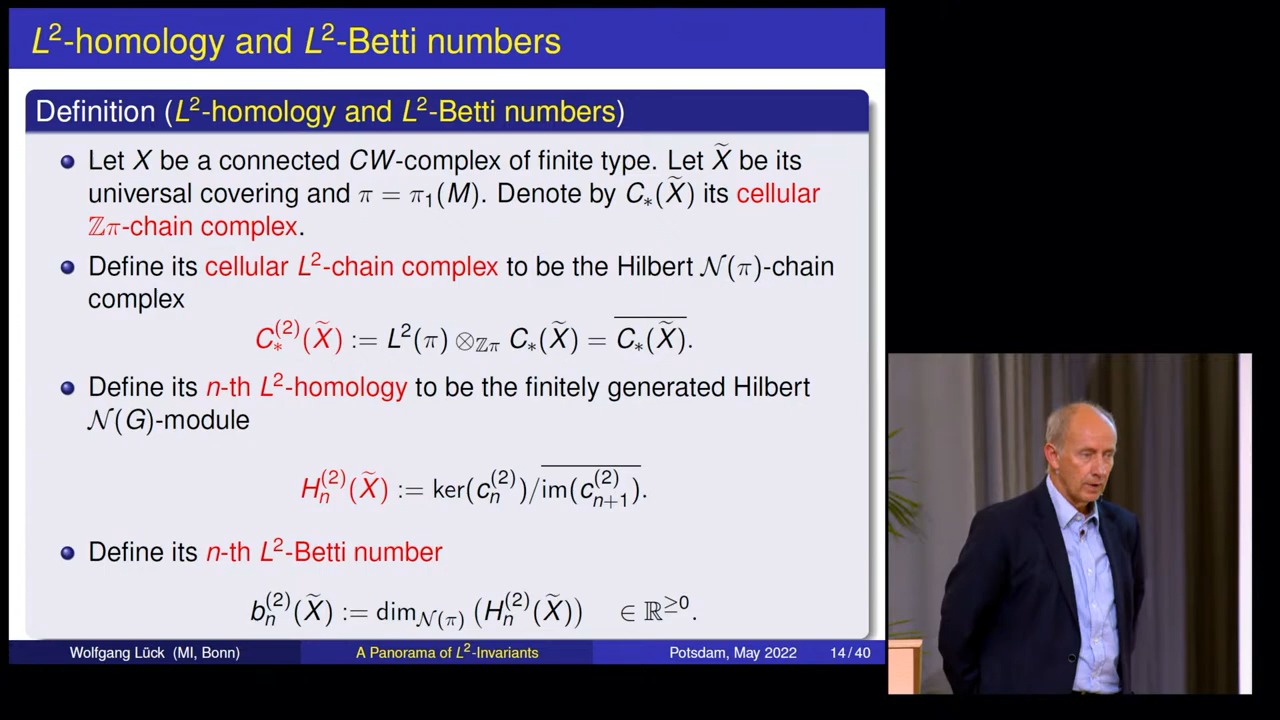 L²-homology and L²-Betti numbers
Definition (L²-homology and L²-Betti numbers)
Let X be a connected CW-complex of finite type. Let X̃ be its
universal covering and π = π₁(M). Denote by C∗(X̃) its cellular
ℤπ-chain complex.
Define its cellular L²-chain complex to be the Hilbert 𝒩(π)-chain
complex
C∗⁽²⁾(X̃) := L²(π) ⊗_ℤπ C∗(X̃) = \overline{C∗(X̃)}.
Define its n-th L²-homology to be the finitely generated Hilbert
𝒩(G)-module
Hₙ⁽²⁾(X̃) := ker(cₙ⁽²⁾)/\overline{im(cₙ₊₁⁽²⁾)}.
Define its n-th L²-Betti number
bₙ⁽²⁾(X̃) := dim_𝒩(π) (Hₙ⁽²⁾(X̃)) ∈ ℝ^≥0.
Wolfgang Lück (MI, Bonn) A Panorama of L²-Invariants Potsdam, May 2022 14 / 40